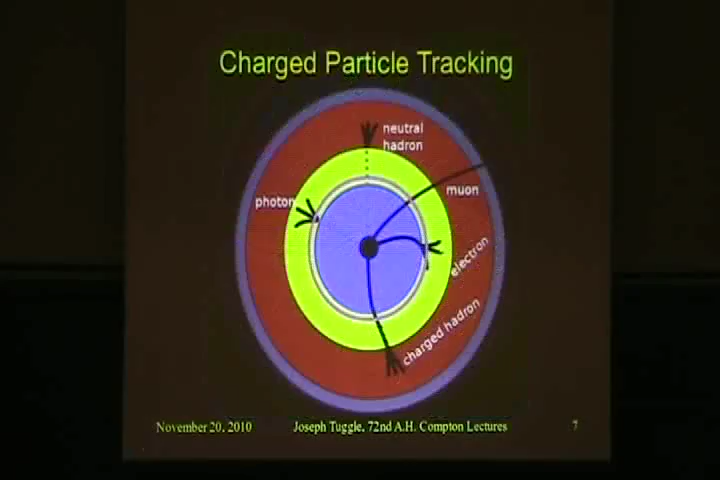 Charged Particle Tracking
neutral
hadron
photon
muon
electron
charged hadron
November 20, 2010
Joseph Tuggle, 72nd A.H. Compton Lectures
7